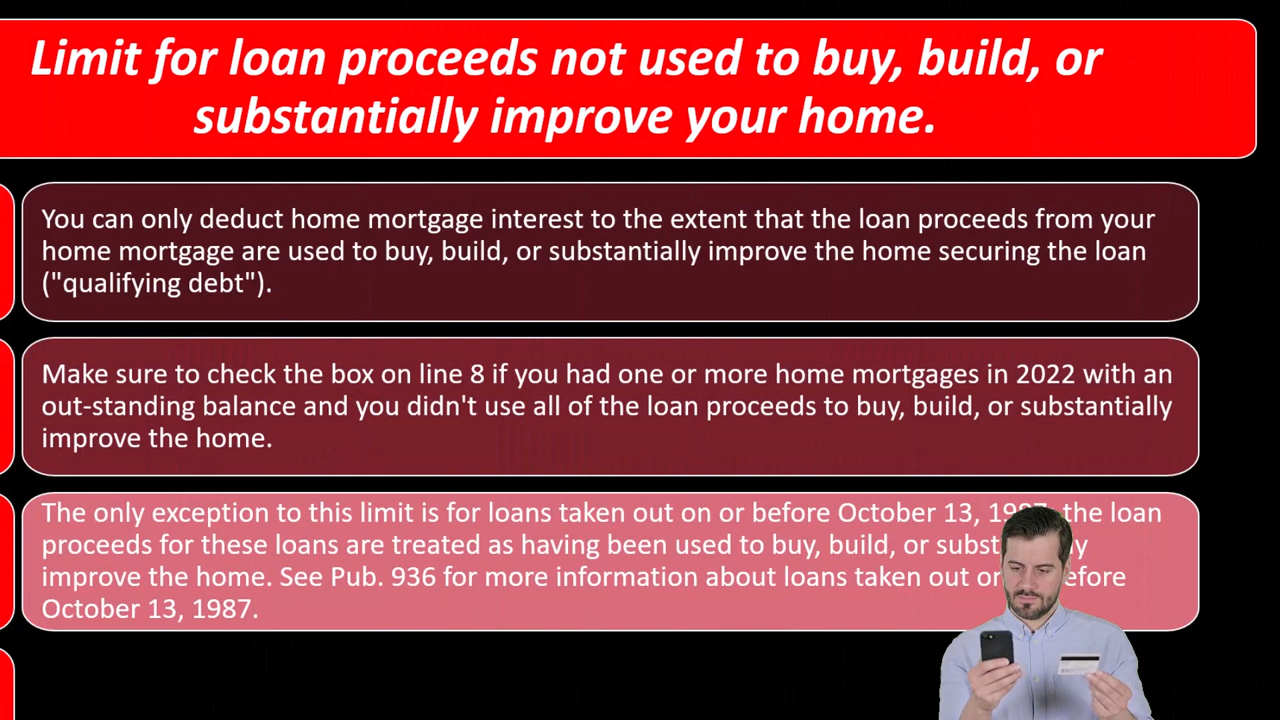 Limit for loan proceeds not used to buy, build, or
substantially improve your home.
You can only deduct home mortgage interest to the extent that the loan proceeds from your
home mortgage are used to buy, build, or substantially improve the home securing the loan
("qualifying debt").
Make sure to check the box on line 8 if you had one or more home mortgages in 2022 with an
out-standing balance and you didn't use all of the loan proceeds to buy, build, or substantially
improve the home.
The only exception to this limit is for loans taken out on or before October 13, the loan
proceeds for these loans are treated as having been used to buy, build, or
improve the home. See Pub. 936 for more information about loans taken out
October 13, 1987.